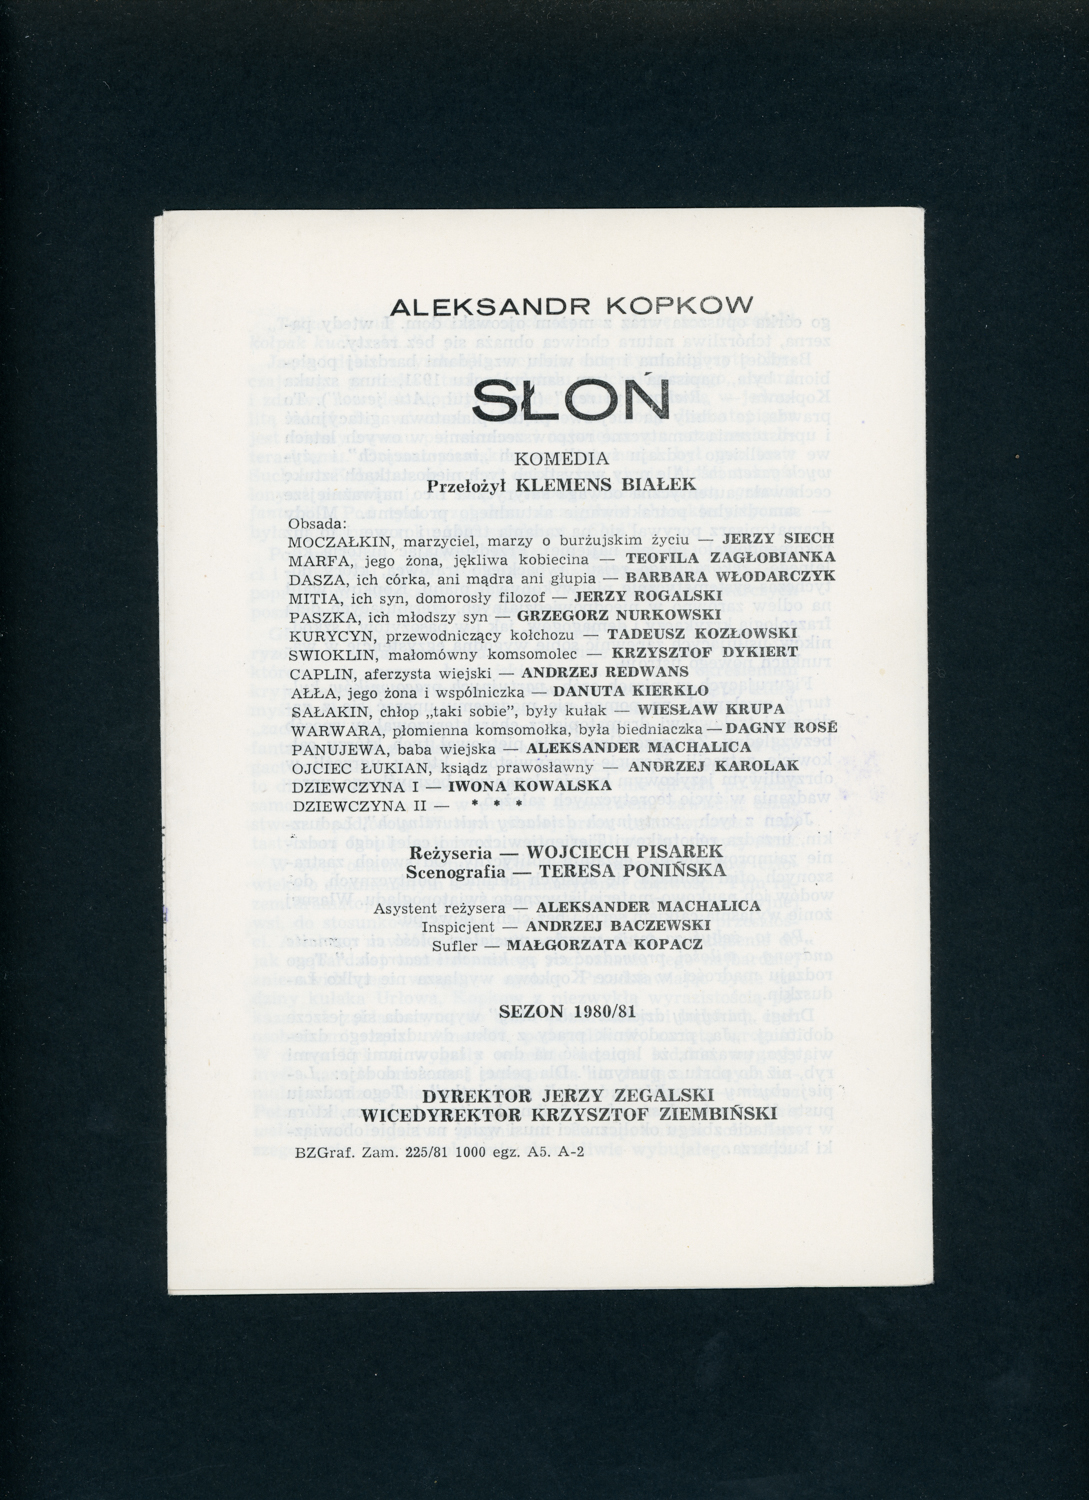 ALEKSANDR KOPKOW
SŁOŃ
KOMEDIA
Przełożył KLEMENS BIAŁEK
Obsada:
MOCZAŁKIN, marzyciel, marzy o burżujskim życiu — JERZY SIECH
MARFA, jego żona, jękliwa kobiecina — TEOFILA ZAGŁOBIANKA
DASZA, ich córka, ani mądra ani głupia — BARBARA WŁODARCZYK
MITIA, ich syn, domorosły filozof — JERZY ROGALSKI
PASZKA, ich młodszy syn — GRZEGORZ NURKOWSKI
KURYCYN, przewodniczący kołchozu — TADEUSZ KOZŁOWSKI
SWIOKLIN, małomówny komsomolec — KRZYSZTOF DYKIERT
CAPLIN, aferzysta wiejski — ANDRZEJ REDWANS
AŁŁA, jego żona i wspólniczka — DANUTA KIERKLO
SAŁAKIN, chłop „taki sobie”, były kułak — WIESŁAW KRUPA
WARWARA, płomienna komsomołka, była biedniaczka — DAGNY ROSÉ
PANUJEWA, baba wiejska — ALEKSANDER MACHALICA
OJCIEC ŁUKIAN, ksiądz prawosławny — ANDRZEJ KAROLAK
DZIEWCZYNA I — IWONA KOWALSKA
DZIEWCZYNA II — * * *
Reżyseria — WOJCIECH PISAREK
Scenografia — TERESA PONIŃSKA
Asystent reżysera — ALEKSANDER MACHALICA
Inspicjent — ANDRZEJ BACZEWSKI
Sufler — MAŁGORZATA KOPACZ
SEZON 1980/81
DYREKTOR JERZY ZEGALSKI
WICEDYREKTOR KRZYSZTOF ZIEMBIŃSKI
BZGraf. Zam. 225/81 1000 egz. A5. A-2